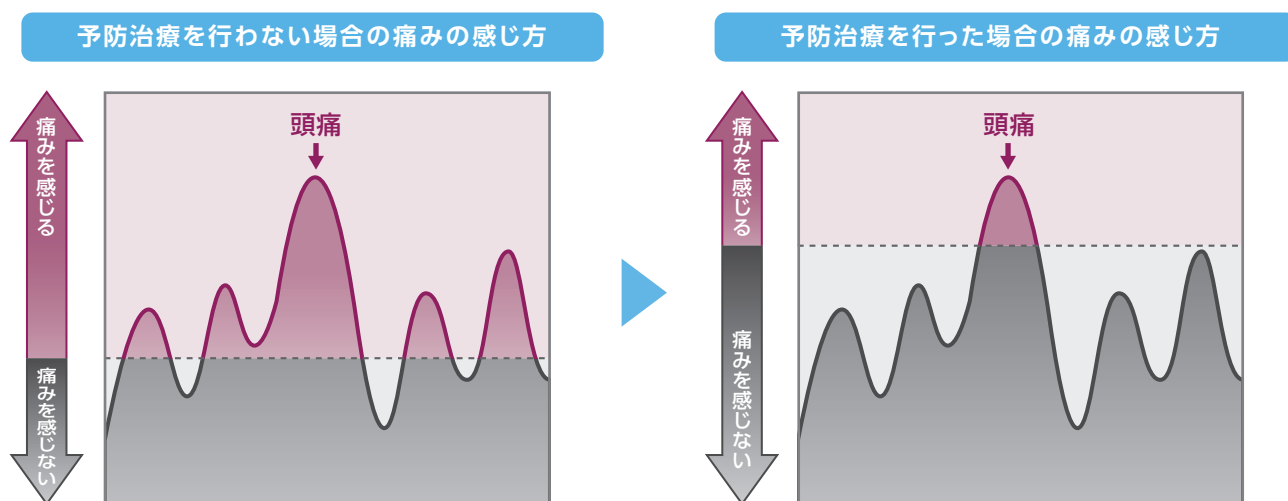 予防治療を行わない場合の痛みの感じ方
痛みを感じる
痛みを感じない
頭痛
予防治療を行った場合の痛みの感じ方
痛みを感じる
痛みを感じない
頭痛